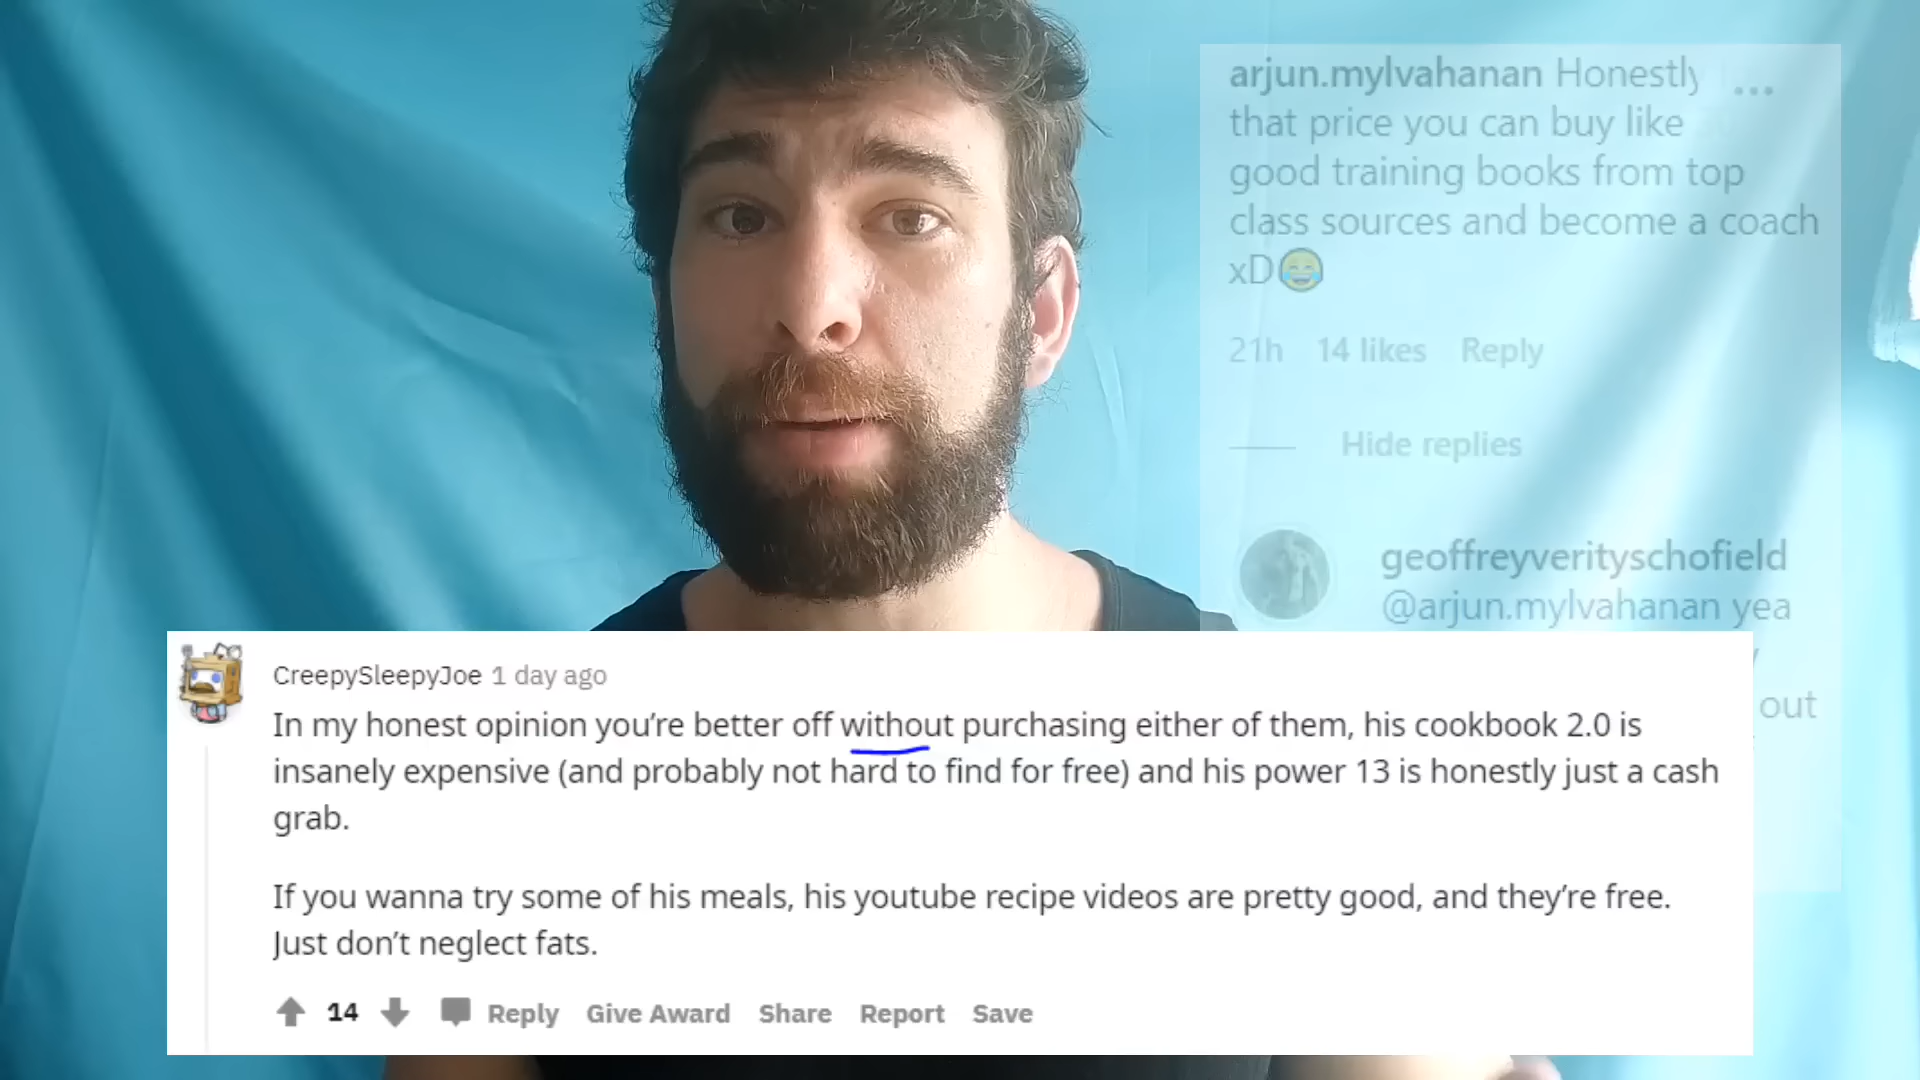 arjun.mylvahanan Honestly ...
that price you can buy like
good training books from top
class sources and become a coach
xD😂
21h 14 likes Reply
Hide replies
geoffreyverityschofield
@arjun.mylvahanan yea
out
CreepySleepyJoe 1 day ago
In my honest opinion you're better off without purchasing either of them, his cookbook 2.0 is
insanely expensive (and probably not hard to find for free) and his power 13 is honestly just a cash
grab.
If you wanna try some of his meals, his youtube recipe videos are pretty good, and they're free.
Just don't neglect fats.
14 Reply Give Award Share Report Save